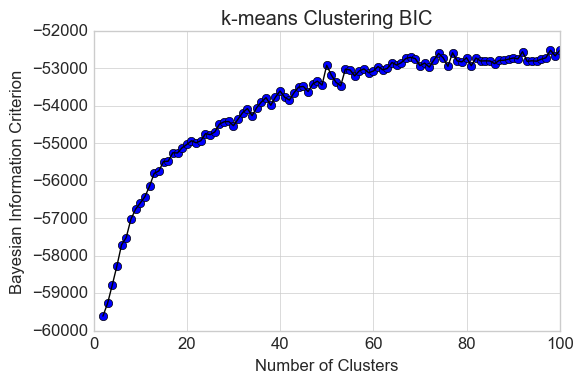 k-means Clustering BIC
Bayesian Information Criterion
−52000
−53000
−54000
−55000
−56000
−57000
−58000
−59000
−60000
0 20 40 60 80 100
Number of Clusters